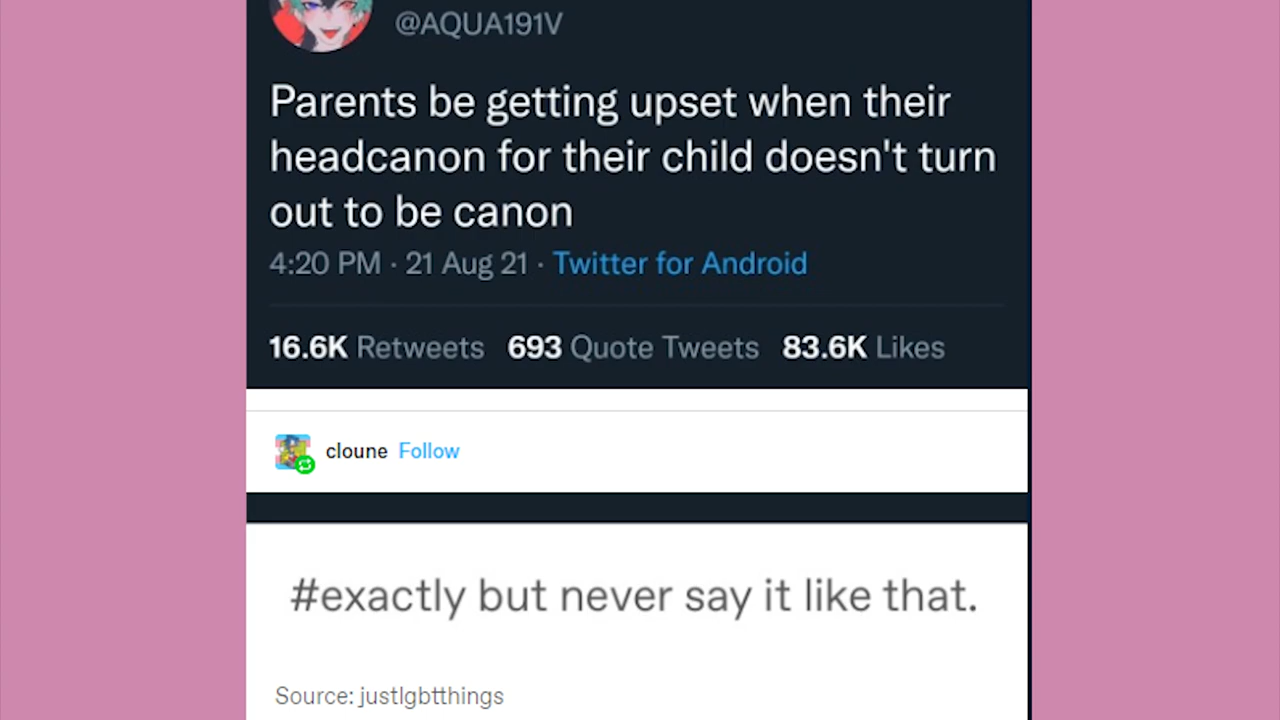 @AQUA191V
Parents be getting upset when their
headcanon for their child doesn't turn
out to be canon
4:20 PM · 21 Aug 21 · Twitter for Android
16.6K Retweets 693 Quote Tweets 83.6K Likes
cloune Follow
#exactly but never say it like that.
Source: justlgbtthings